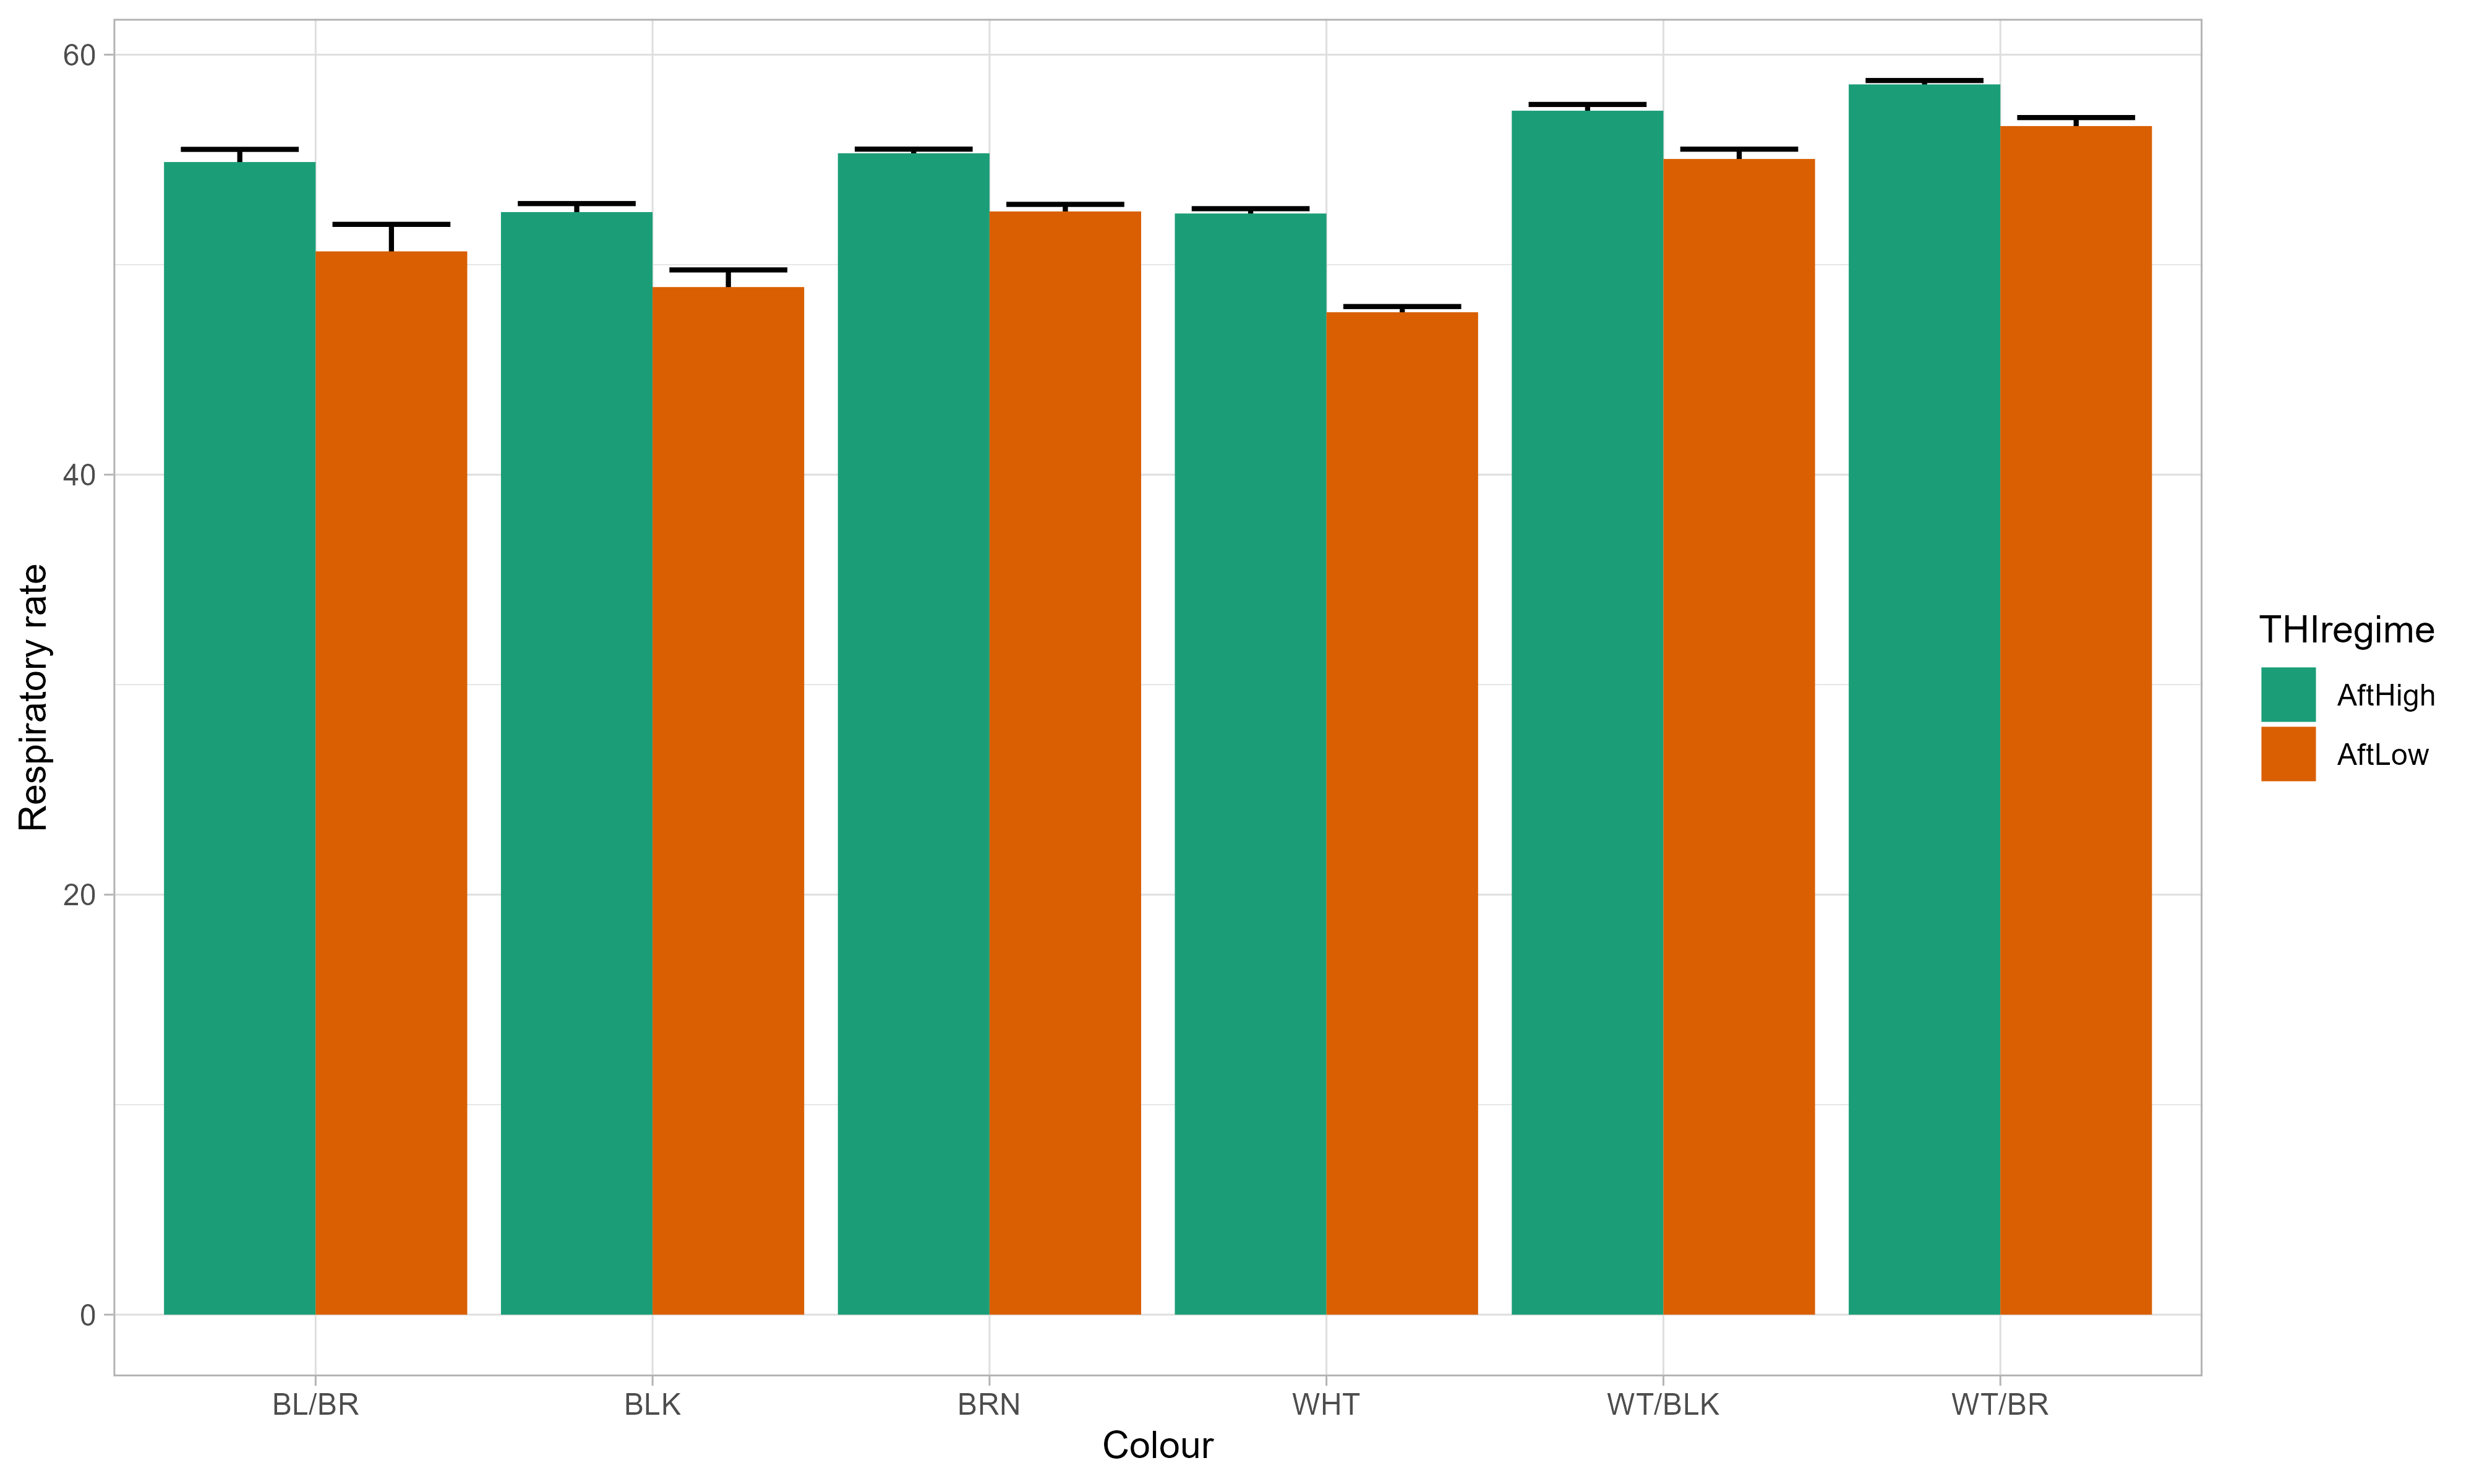 60
40
20
0
Respiratory rate
BL/BR BLK BRN WHT WT/BLK WT/BR
Colour
THIregime
AftHigh
AftLow